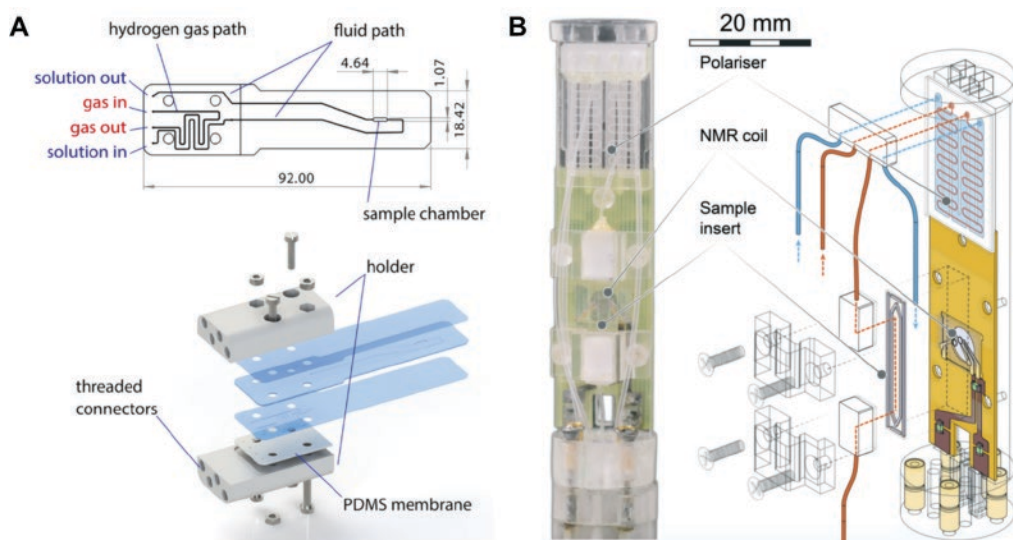 A
hydrogen gas path
fluid path
solution out
gas in
gas out
solution in
4.64
1.07
18.42
92.00
sample chamber
holder
threaded
connectors
PDMS membrane
B
20 mm
Polariser
NMR coil
Sample
insert